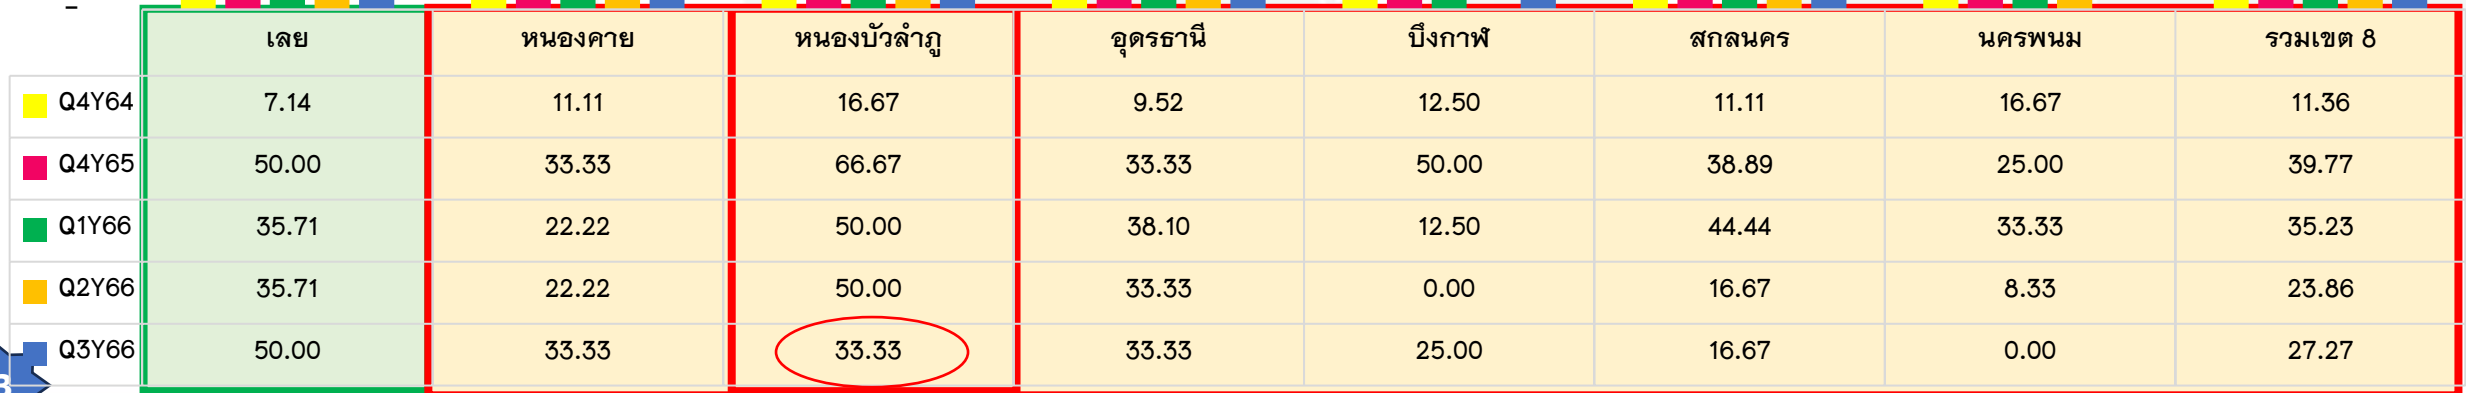 เลย หนองคาย หนองบัวลำภู อุดรธานี บึงกาฬ สกลนคร นครพนม รวมเขต 8
Q4Y64 7.14 11.11 16.67 9.52 12.50 11.11 16.67 11.36
Q4Y65 50.00 33.33 66.67 33.33 50.00 38.89 25.00 39.77
Q1Y66 35.71 22.22 50.00 38.10 12.50 44.44 33.33 35.23
Q2Y66 35.71 22.22 50.00 33.33 0.00 16.67 8.33 23.86
Q3Y66 50.00 33.33 33.33 33.33 25.00 16.67 0.00 27.27